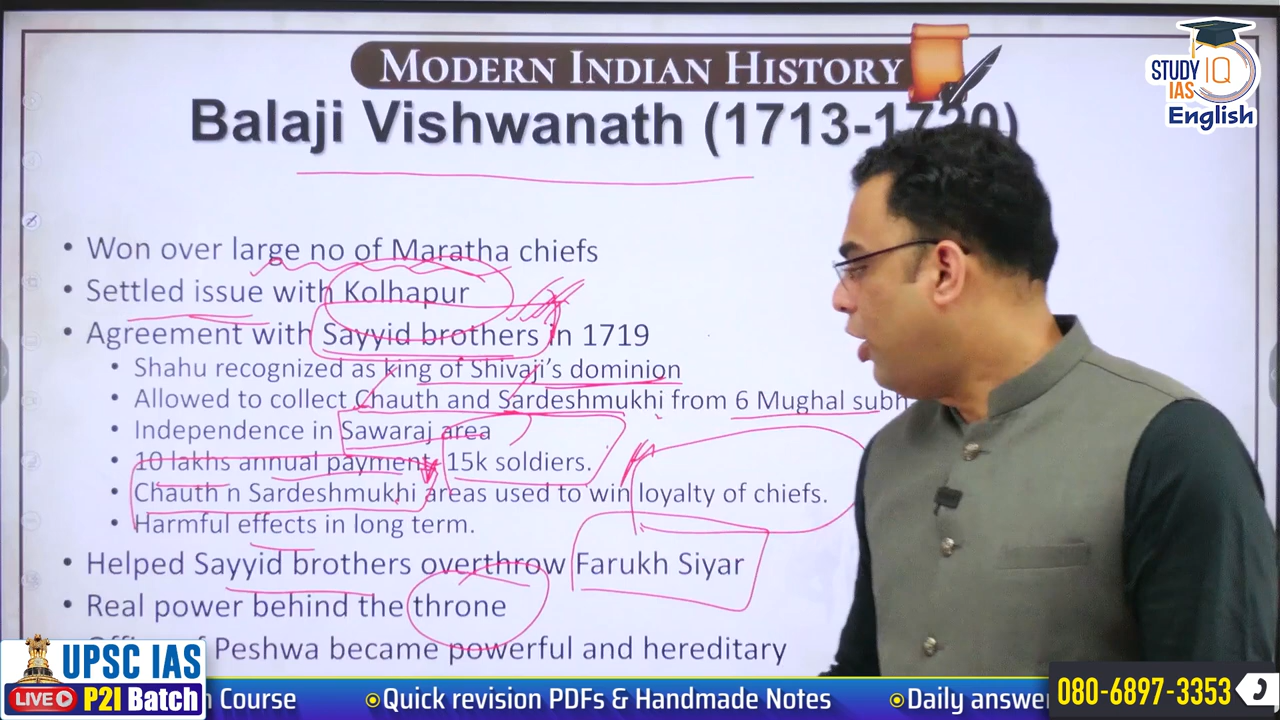 MODERN INDIAN HISTORY
STUDY IQ
IAS
English
Balaji Vishwanath (1713-1720)
• Won over large no of Maratha chiefs
• Settled issue with Kolhapur
• Agreement with Sayyid brothers in 1719
• Shahu recognized as king of Shivaji's dominion
• Allowed to collect Chauth and Sardeshmukhi from 6 Mughal subh
• Independence in Sawaraj area
• 10 lakhs annual payment 15k soldiers.
• Chauth n Sardeshmukhi areas used to win loyalty of chiefs.
• Harmful effects in long term.
• Helped Sayyid brothers overthrow Farukh Siyar
• Real power behind the throne
Peshwa became powerful and hereditary
UPSC IAS
LIVE P2I Batch
Course Quick revision PDFs & Handmade Notes Daily answer 080-6897-3353